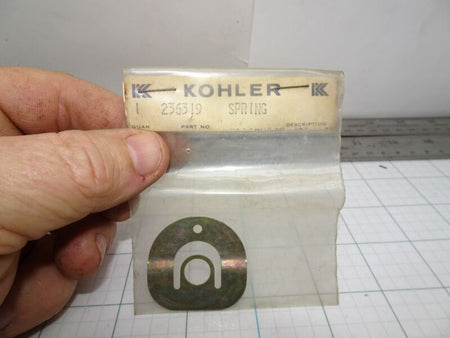 KOHLER
1 236319 SPRING
QUAN PART NO. DESCRIPTION